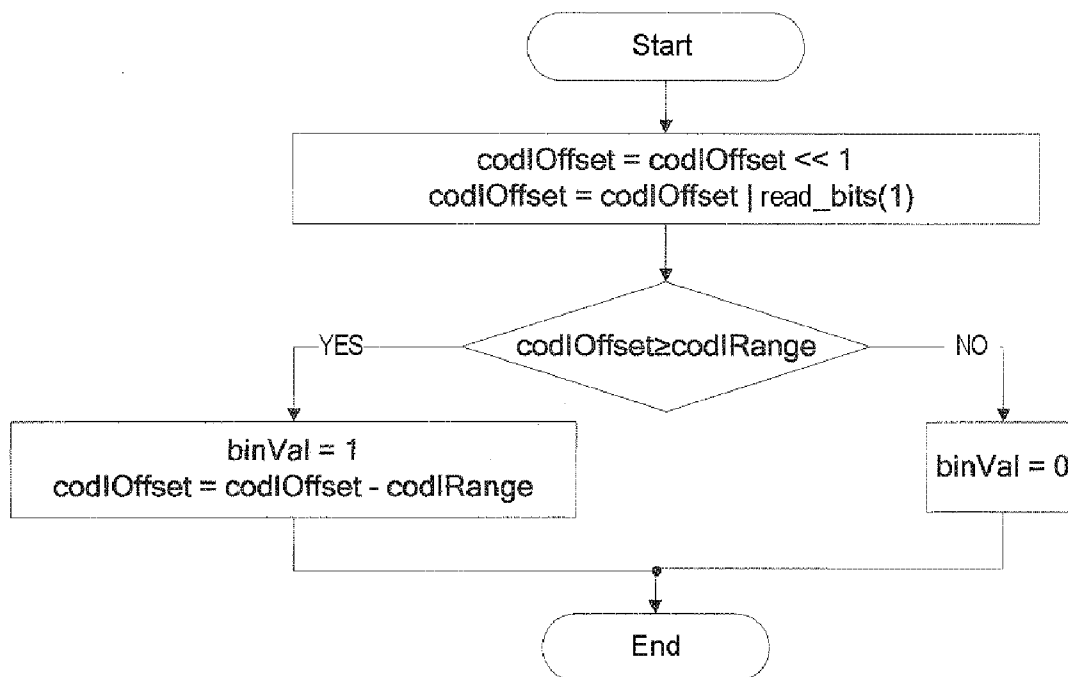 Start
codIOffset = codIOffset << 1
codIOffset = codIOffset | read_bits(1)
codIOffset≥codIRange
YES
NO
binVal = 1
codIOffset = codIOffset - codIRange
binVal = 0
End